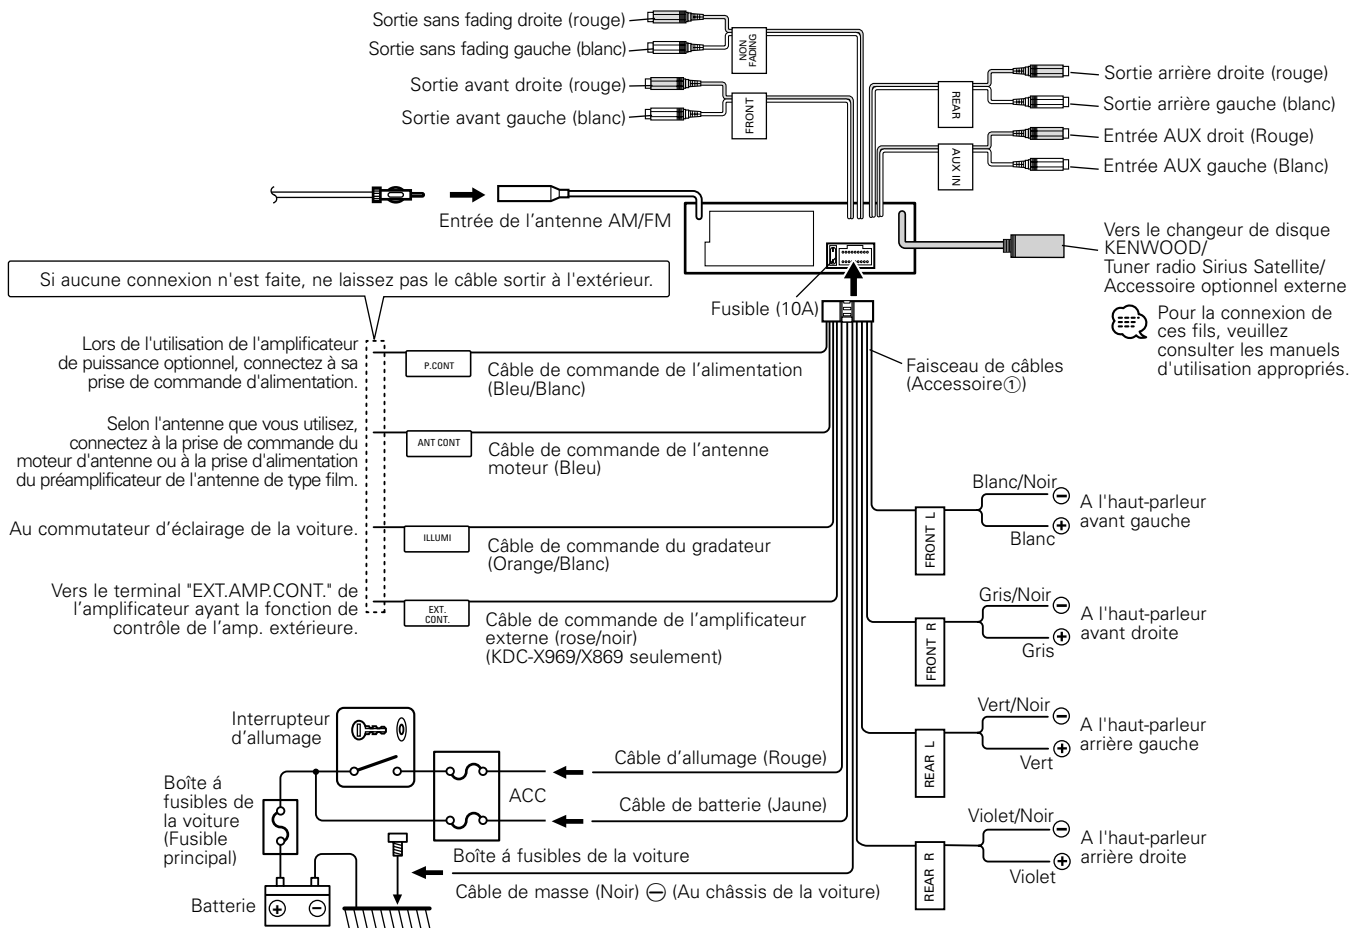 Sortie sans fading droite (rouge)
Sortie sans fading gauche (blanc)
NON
FADING
Sortie avant droite (rouge)
Sortie avant gauche (blanc)
FRONT
REAR
Sortie arrière droite (rouge)
Sortie arrière gauche (blanc)
AUX IN
Entrée AUX droit (Rouge)
Entrée AUX gauche (Blanc)
Entrée de l'antenne AM/FM
Vers le changeur de disque
KENWOOD/
Tuner radio Sirius Satellite/
Accessoire optionnel externe
Pour la connexion de
ces fils, veuillez
consulter les manuels
d'utilisation appropriés.
Si aucune connexion n'est faite, ne laissez pas le câble sortir à l'extérieur.
Fusible (10A)
Faisceau de câbles
(Accessoire①)
Lors de l'utilisation de l'amplificateur
de puissance optionnel, connectez à sa
prise de commande d'alimentation.
P.CONT
Câble de commande de l'alimentation
(Bleu/Blanc)
Selon l'antenne que vous utilisez,
connectez à la prise de commande du
moteur d'antenne ou à la prise d'alimentation
du préamplificateur de l'antenne de type film.
ANT CONT
Câble de commande de l'antenne
moteur (Bleu)
Au commutateur d'éclairage de la voiture.
ILLUMI
Câble de commande du gradateur
(Orange/Blanc)
Vers le terminal "EXT.AMP.CONT." de
l'amplificateur ayant la fonction de
contrôle de l'amp. extérieure.
EXT.
CONT.
Câble de commande de l'amplificateur
externe (rose/noir)
(KDC-X969/X869 seulement)
FRONT L
Blanc/Noir ⊖
Blanc ⊕
A l'haut-parleur
avant gauche
FRONT R
Gris/Noir ⊖
Gris ⊕
A l'haut-parleur
avant droite
REAR L
Vert/Noir ⊖
Vert ⊕
A l'haut-parleur
arrière gauche
REAR R
Violet/Noir ⊖
Violet ⊕
A l'haut-parleur
arrière droite
Interrupteur
d'allumage
Câble d'allumage (Rouge)
ACC
Câble de batterie (Jaune)
Boîte á
fusibles de
la voiture
(Fusible
principal)
Boîte á fusibles de la voiture
Câble de masse (Noir) ⊖ (Au châssis de la voiture)
Batterie ⊕ ⊖